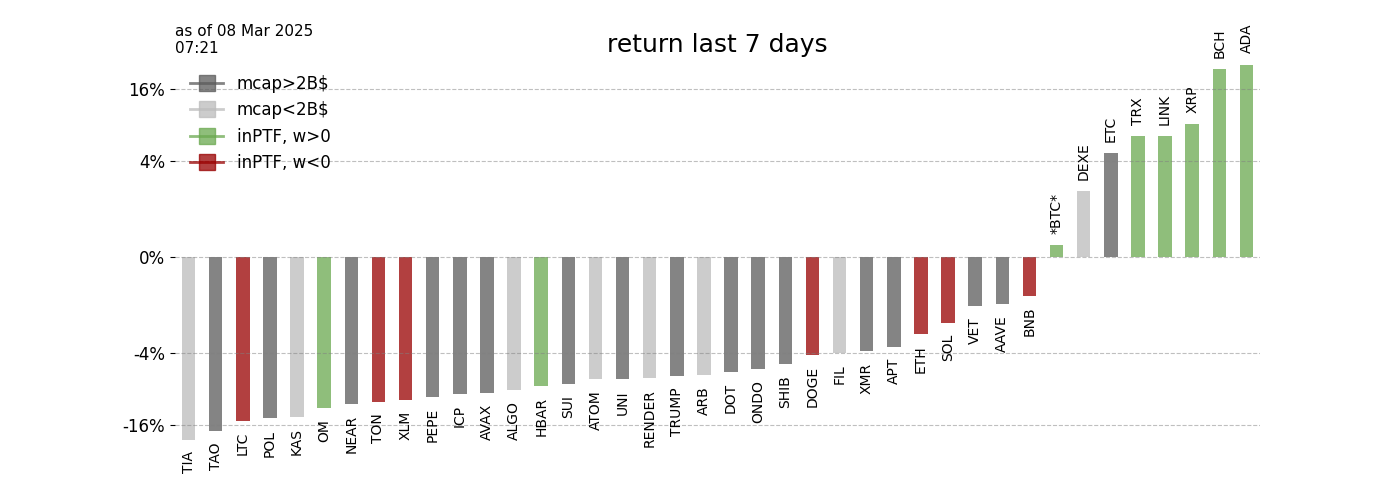 as of 08 Mar 2025
07:21
return last 7 days
mcap>2B$
mcap<2B$
inPTF, w>0
inPTF, w<0
16%
4%
0%
-4%
-16%
TIA
TAO
LTC
POL
KAS
OM
NEAR
TON
XLM
PEPE
ICP
AVAX
ALGO
HBAR
SUI
ATOM
UNI
RENDER
TRUMP
ARB
DOT
ONDO
SHIB
DOGE
FIL
XMR
APT
ETH
SOL
VET
AAVE
BNB
*BTC*
DEXE
ETC
TRX
LINK
XRP
BCH
ADA